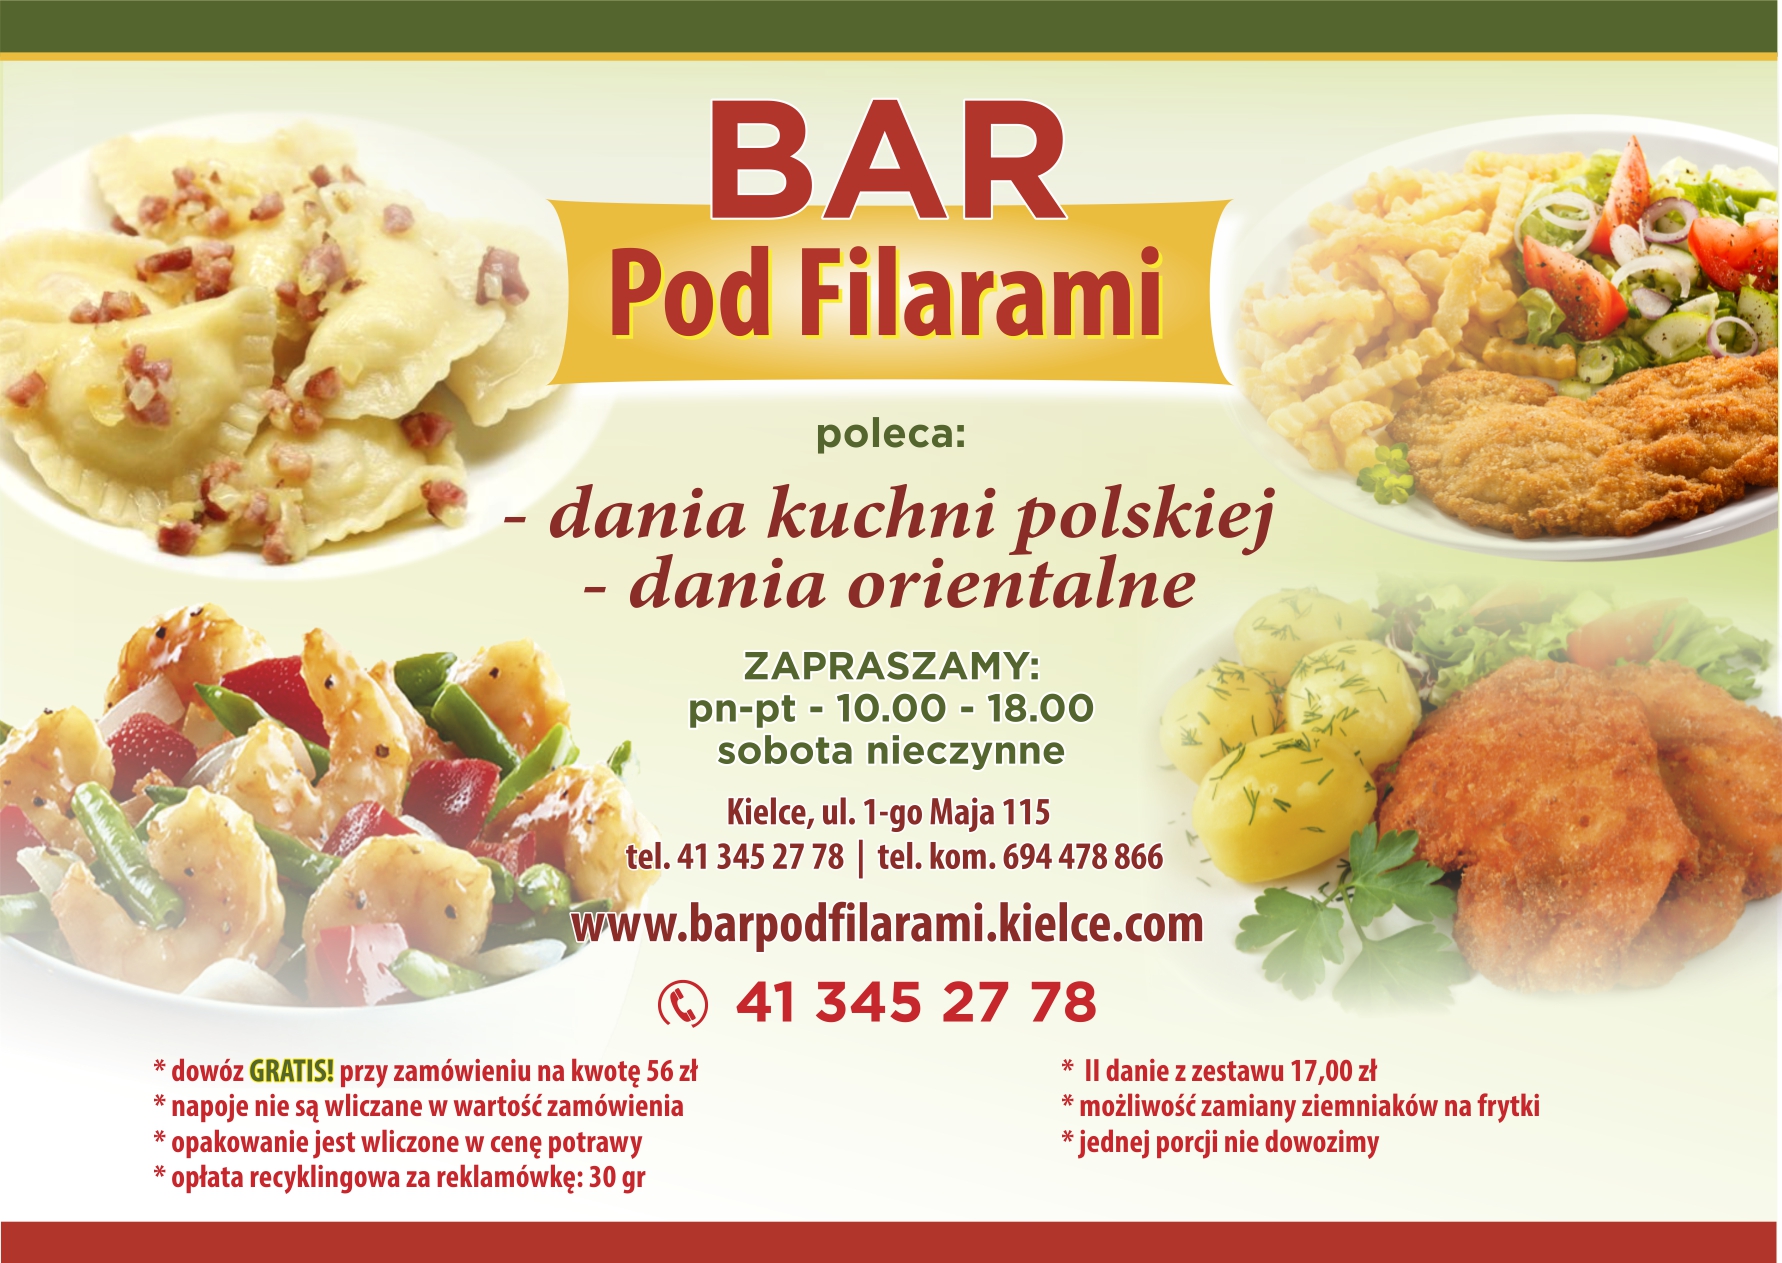 BAR
Pod Filarami
poleca:
- dania kuchni polskiej
- dania orientalne
ZAPRASZAMY:
pn-pt - 10.00 - 18.00
sobota nieczynne
Kielce, ul. 1-go Maja 115
tel. 41 345 27 78 | tel. kom. 694 478 866
www.barpodfilarami.kielce.com
41 345 27 78
* dowóz GRATIS! przy zamówieniu na kwotę 56 zł
* napoje nie są wliczane w wartość zamówienia
* opakowanie jest wliczone w cenę potrawy
* opłata recyklingowa za reklamówkę: 30 gr
* II danie z zestawu 17,00 zł
* możliwość zamiany ziemniaków na frytki
* jednej porcji nie dowozimy